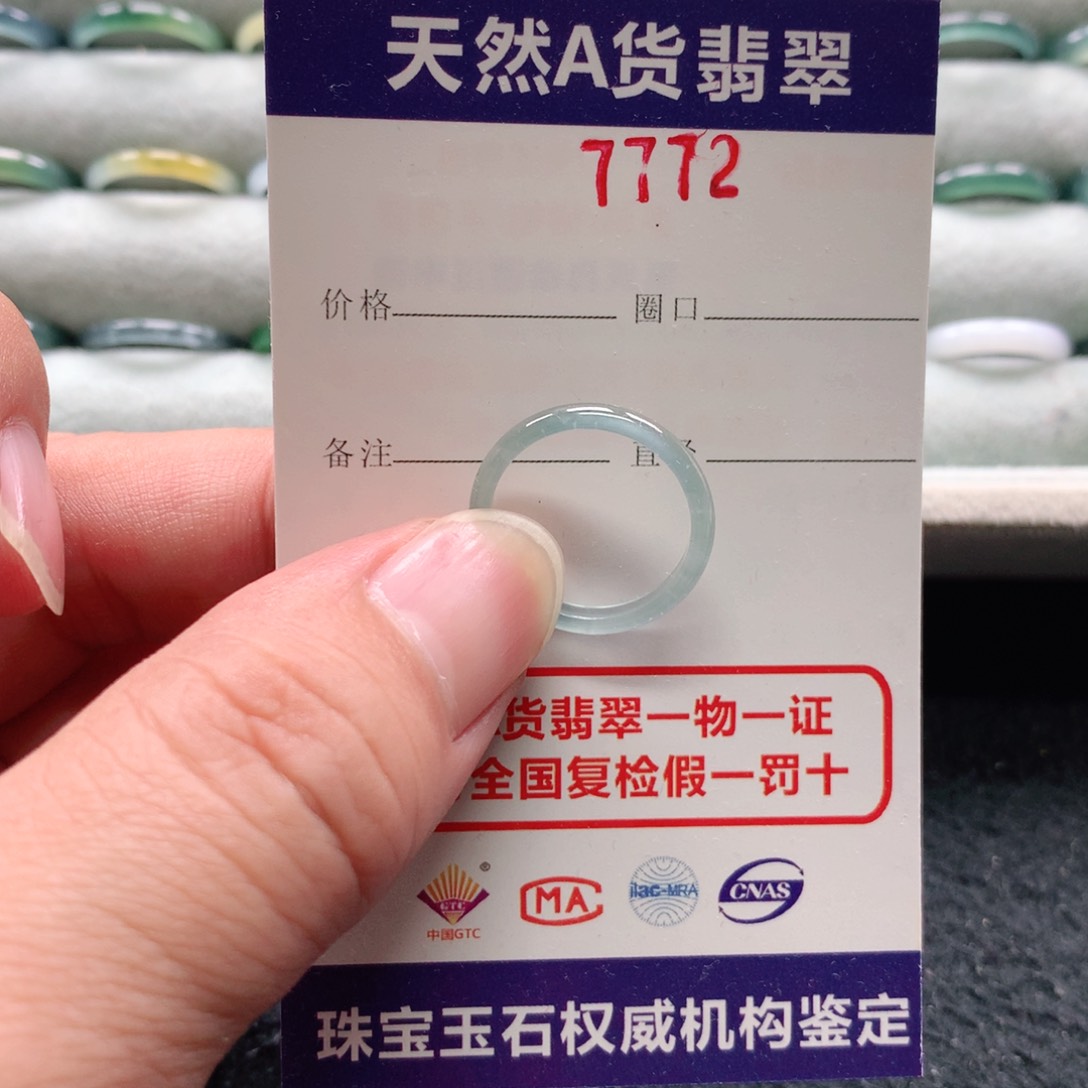 天然A货翡翠
7772
价格 圈口
备注
货翡翠一物一证
全国复检假一罚十
GTC ® MA ilac-MRA CNAS
中国GTC
珠宝玉石权威机构鉴定